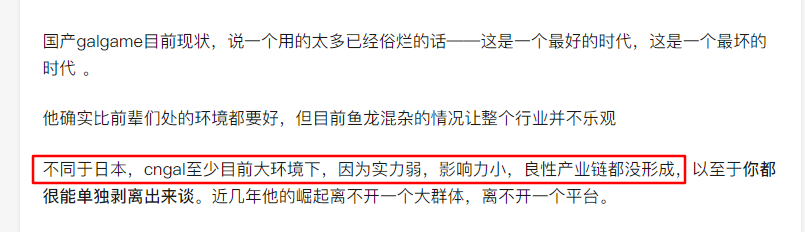 国产galgame目前现状，说一个用的太多已经俗烂的话——这是一个最好的时代，这是一个最坏的
时代 。
他确实比前辈们处的环境都要好，但目前鱼龙混杂的情况让整个行业并不乐观
不同于日本，cngal至少目前大环境下，因为实力弱，影响力小，良性产业链都没形成，以至于你都
很能单独剥离出来谈。近几年他的崛起离不开一个大群体，离不开一个平台。